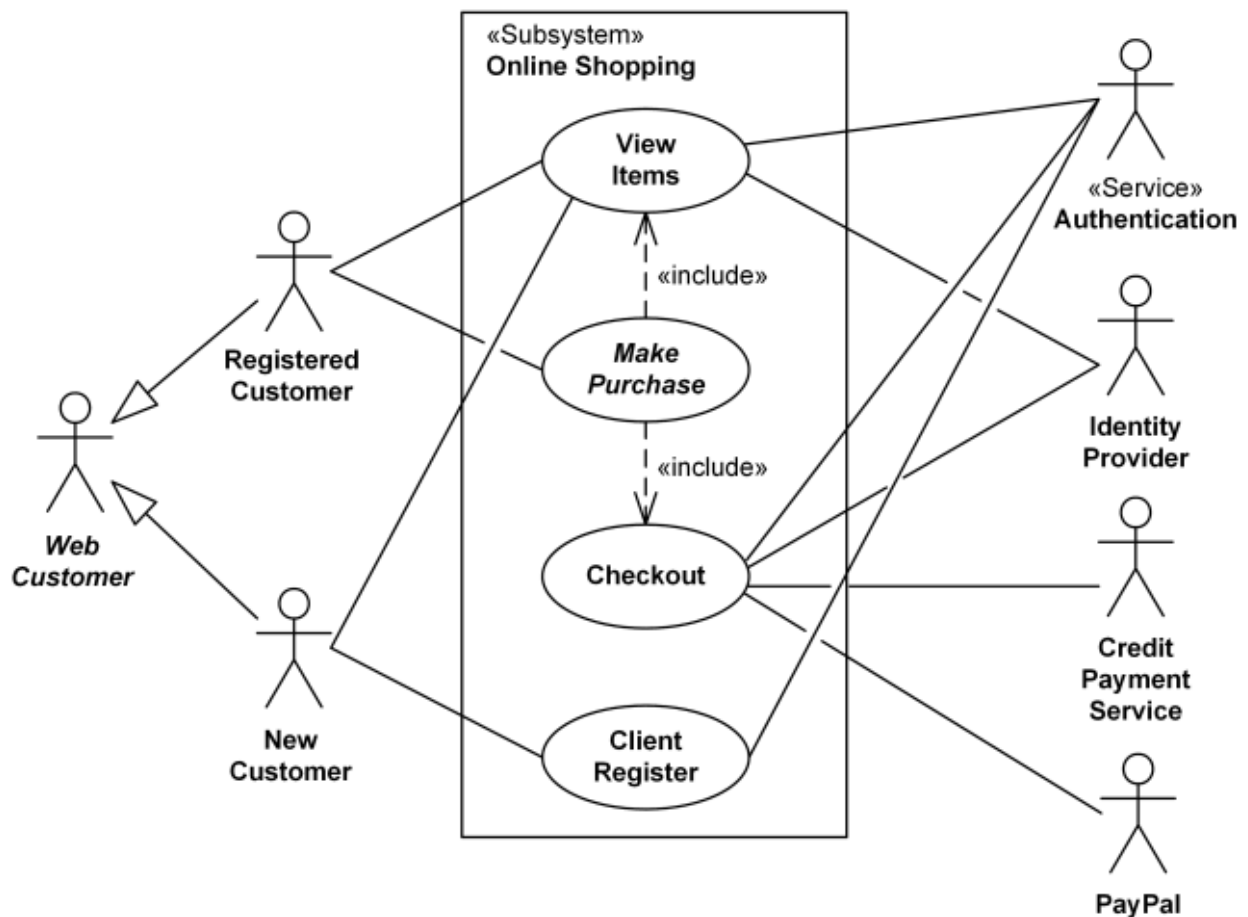 «Subsystem»
Online Shopping
View
Items
«include»
Make
Purchase
«include»
Checkout
Client
Register
Registered
Customer
Web
Customer
New
Customer
«Service»
Authentication
Identity
Provider
Credit
Payment
Service
PayPal